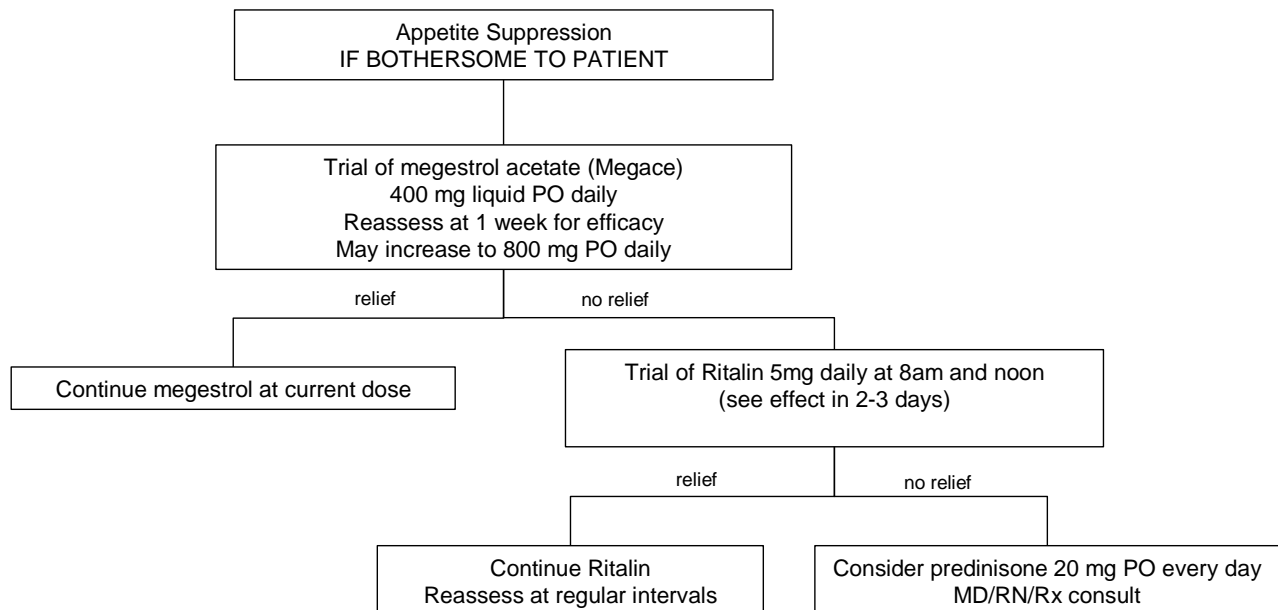 Appetite Suppression
IF BOTHERSOME TO PATIENT
Trial of megestrol acetate (Megace)
400 mg liquid PO daily
Reassess at 1 week for efficacy
May increase to 800 mg PO daily
relief
no relief
Continue megestrol at current dose
Trial of Ritalin 5mg daily at 8am and noon
(see effect in 2-3 days)
relief
no relief
Continue Ritalin
Reassess at regular intervals
Consider predinisone 20 mg PO every day
MD/RN/Rx consult